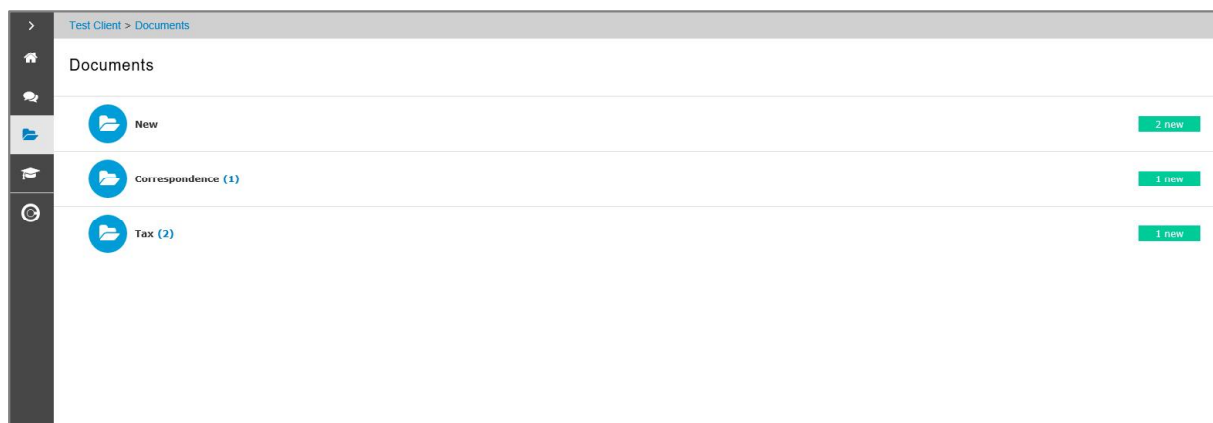 Test Client > Documents
Documents
New 2 new
Correspondence (1) 1 new
Tax (2) 1 new